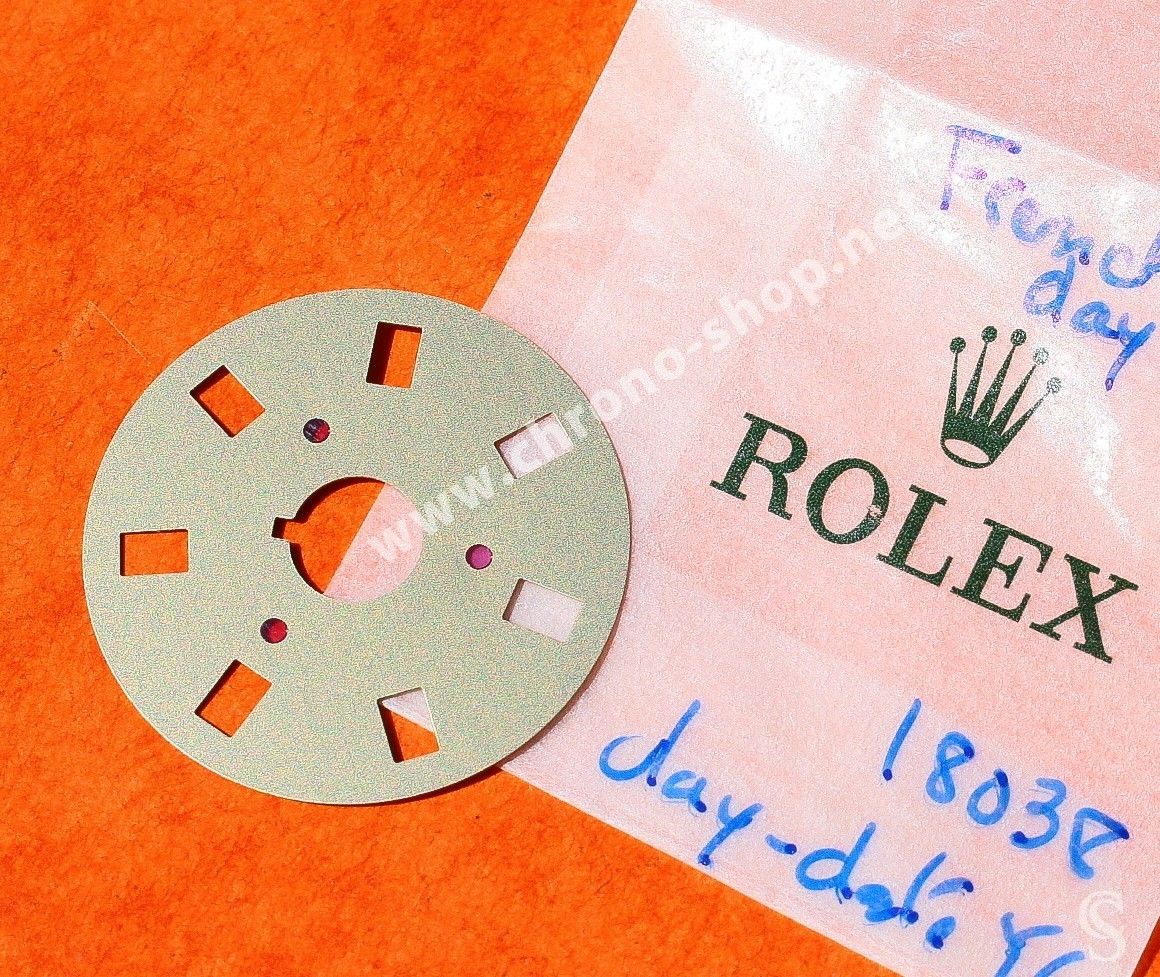 French
day
www.chrono-shop.net
ROLEX
18038
day-date